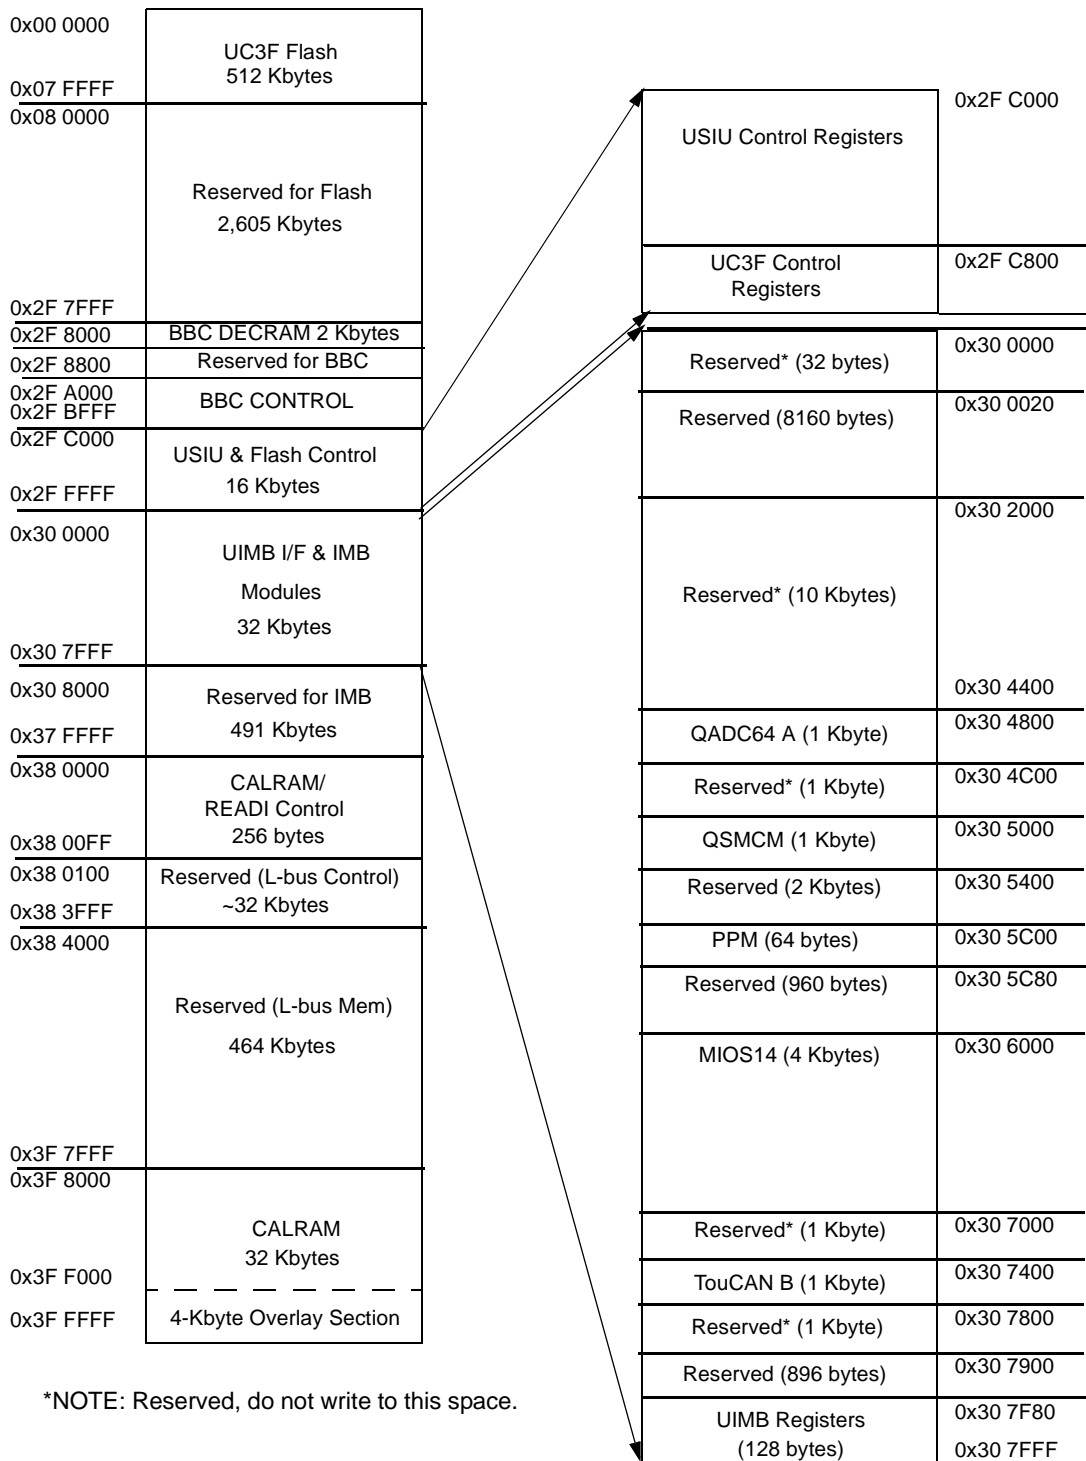 0x00 0000
UC3F Flash
512 Kbytes
0x07 FFFF
0x08 0000
Reserved for Flash
2,605 Kbytes
0x2F 7FFF
0x2F 8000
BBC DECRAM 2 Kbytes
0x2F 8800
Reserved for BBC
0x2F A000
0x2F BFFF
BBC CONTROL
0x2F C000
USIU & Flash Control
16 Kbytes
0x2F FFFF
0x30 0000
UIMB I/F & IMB
Modules
32 Kbytes
0x30 7FFF
0x30 8000
Reserved for IMB
491 Kbytes
0x37 FFFF
0x38 0000
CALRAM/
READI Control
256 bytes
0x38 00FF
0x38 0100
Reserved (L-bus Control)
~32 Kbytes
0x38 3FFF
0x38 4000
Reserved (L-bus Mem)
464 Kbytes
0x3F 7FFF
0x3F 8000
CALRAM
32 Kbytes
0x3F F000
4-Kbyte Overlay Section
0x3F FFFF
*NOTE: Reserved, do not write to this space.
USIU Control Registers
0x2F C000
UC3F Control
Registers
0x2F C800
Reserved* (32 bytes)
0x30 0000
Reserved (8160 bytes)
0x30 0020
0x30 2000
Reserved* (10 Kbytes)
0x30 4400
QADC64 A (1 Kbyte)
0x30 4800
Reserved* (1 Kbyte)
0x30 4C00
QSMCM (1 Kbyte)
0x30 5000
Reserved (2 Kbytes)
0x30 5400
PPM (64 bytes)
0x30 5C00
Reserved (960 bytes)
0x30 5C80
MIOS14 (4 Kbytes)
0x30 6000
Reserved* (1 Kbyte)
0x30 7000
TouCAN B (1 Kbyte)
0x30 7400
Reserved* (1 Kbyte)
0x30 7800
Reserved (896 bytes)
0x30 7900
UIMB Registers
(128 bytes)
0x30 7F80
0x30 7FFF